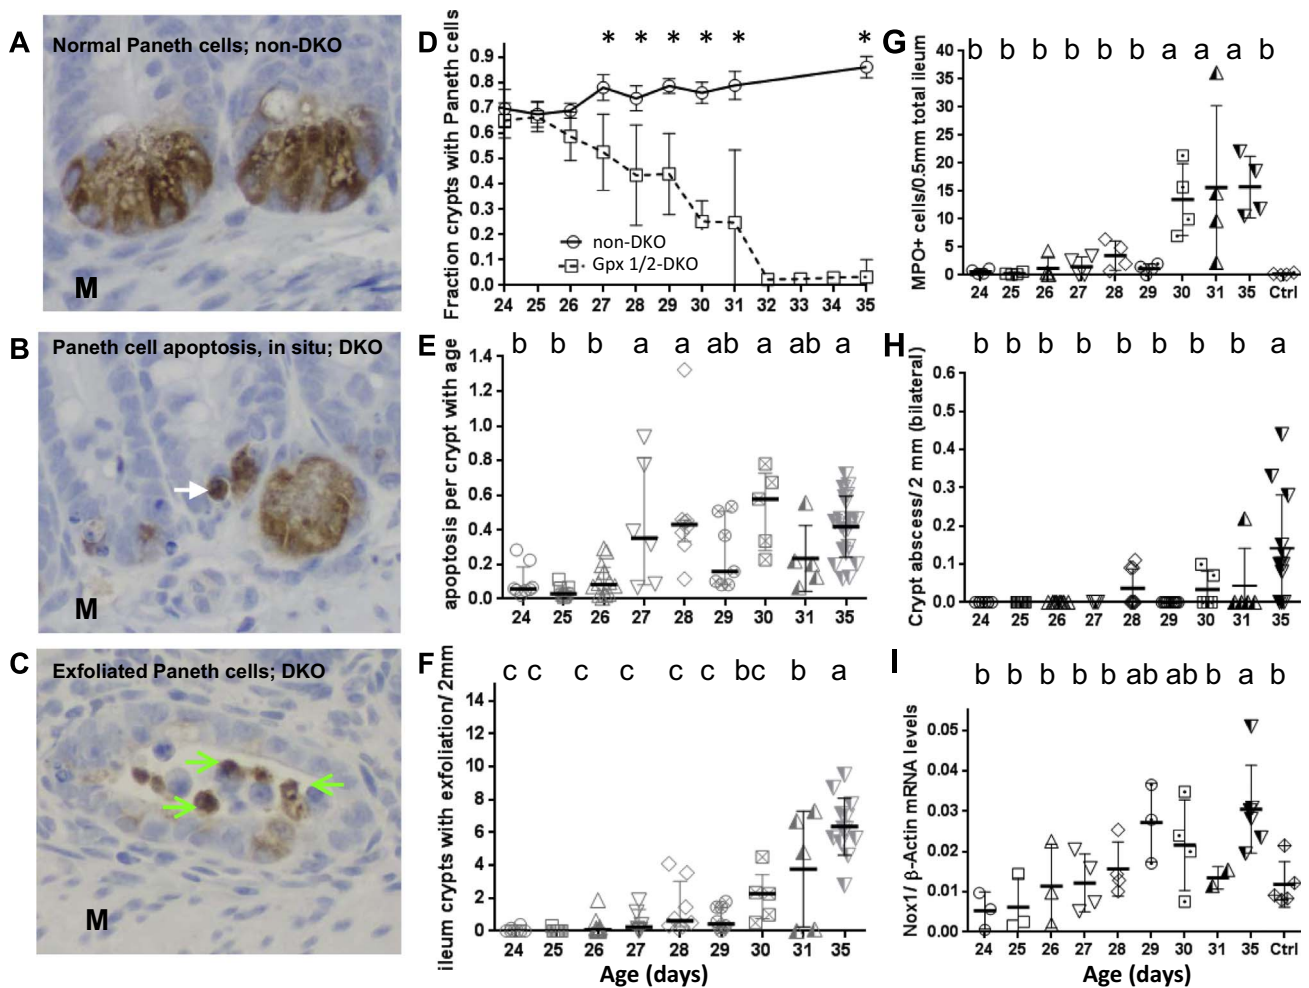 A Normal Paneth cells; non-DKO
M
B Paneth cell apoptosis, in situ; DKO
M
C Exfoliated Paneth cells; DKO
M
D
* * * * * *
Fraction crypts with Paneth cells
0.9
0.8
0.7
0.6
0.5
0.4
0.3
0.2
0.1
0.0
non-DKO
Gpx 1/2-DKO
24 25 26 27 28 29 30 31 32 33 34 35
E b b b a a ab a ab a
apoptosis per crypt with age
1.4
1.2
1.0
0.8
0.6
0.4
0.2
0.0
24 25 26 27 28 29 30 31 35
F c c c c c c bc b a
ileum crypts with exfoliation/ 2mm
14
12
10
8
6
4
2
0
24 25 26 27 28 29 30 31 35
Age (days)
G b b b b b b a a a b
MPO+ cells/0.5mm total ileum
40
35
30
25
20
15
10
5
0
24 25 26 27 28 29 30 31 35 Ctrl
H b b b b b b b b a
Crypt abscess/ 2 mm (bilateral)
0.6
0.5
0.4
0.3
0.2
0.1
0.0
24 25 26 27 28 29 30 31 35
I b b b b b ab ab b a b
Nox1/ β-Actin mRNA levels
0.05
0.04
0.03
0.02
0.01
0.00
24 25 26 27 28 29 30 31 35 Ctrl
Age (days)